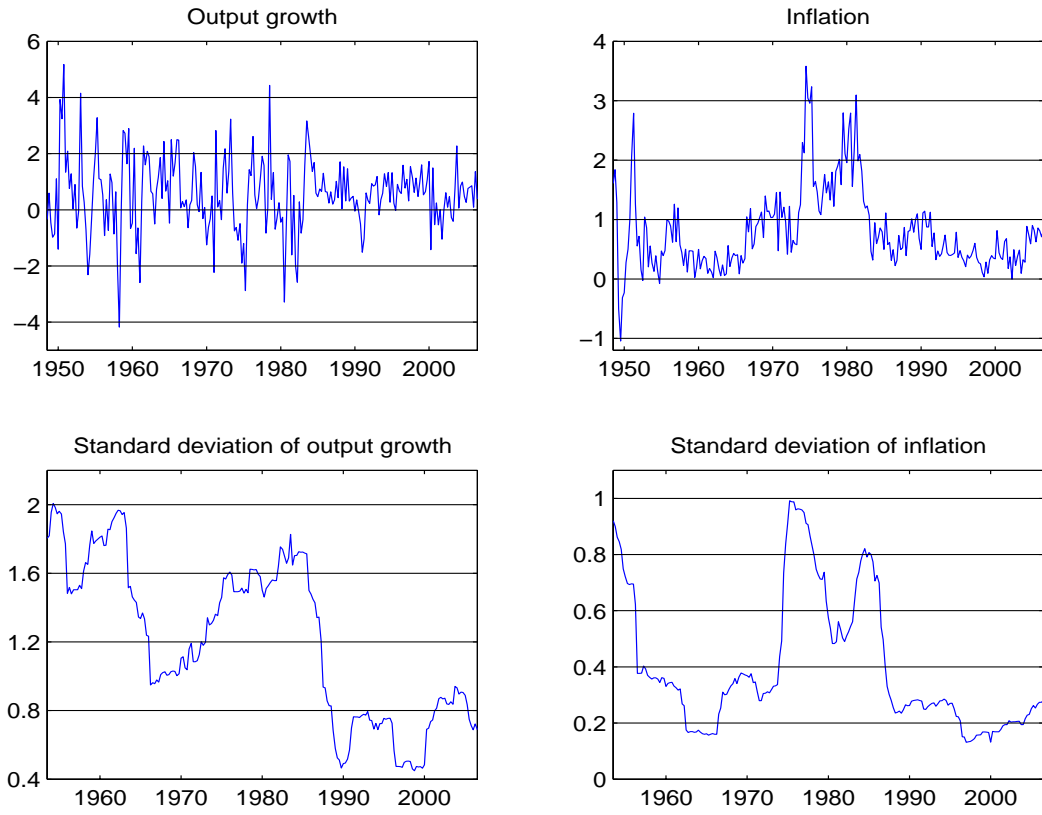 Output growth
6
4
2
0
−2
−4
1950 1960 1970 1980 1990 2000
Inflation
4
3
2
1
0
−1
1950 1960 1970 1980 1990 2000
Standard deviation of output growth
2
1.6
1.2
0.8
0.4
1960 1970 1980 1990 2000
Standard deviation of inflation
1
0.8
0.6
0.4
0.2
0
1960 1970 1980 1990 2000